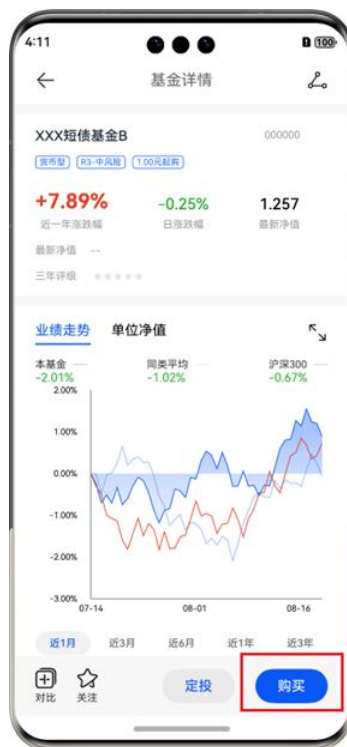 4:11
100
基金详情
XXX短债基金B 000000
货币型 R3-中风险 1.00元起购
+7.89% -0.25% 1.257
近一年涨跌幅 日涨跌幅 最新净值
最新净值 --
三年评级
业绩走势 单位净值
本基金 同类平均 沪深300
-2.01% -1.02% -0.67%
2.00%
1.00%
0.00%
-1.00%
-2.00%
-3.00%
07-14 08-01 08-16
近1月 近3月 近6月 近1年 近3年
对比 关注 定投 购买